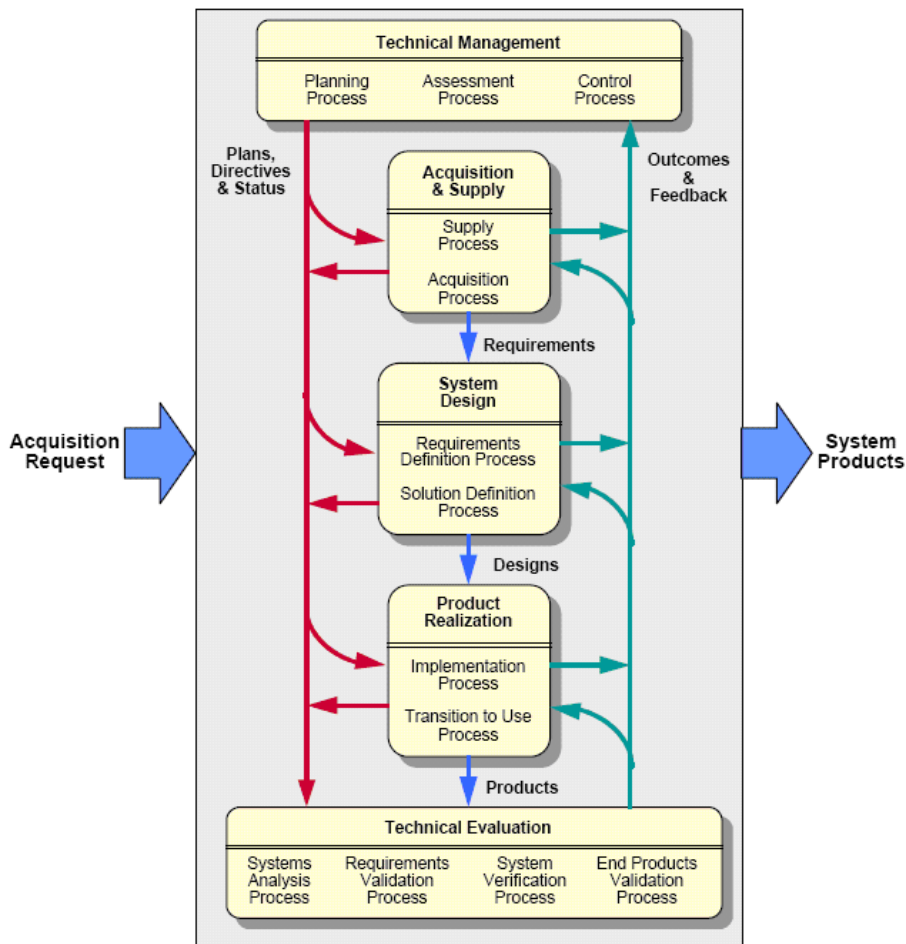 Technical Management
Planning
Process
Assessment
Process
Control
Process
Plans,
Directives
& Status
Outcomes
&
Feedback
Acquisition
& Supply
Supply
Process
Acquisition
Process
Requirements
System
Design
Requirements
Definition Process
Solution Definition
Process
Acquisition
Request
System
Products
Designs
Product
Realization
Implementation
Process
Transition to Use
Process
Products
Technical Evaluation
Systems
Analysis
Process
Requirements
Validation
Process
System
Verification
Process
End Products
Validation
Process